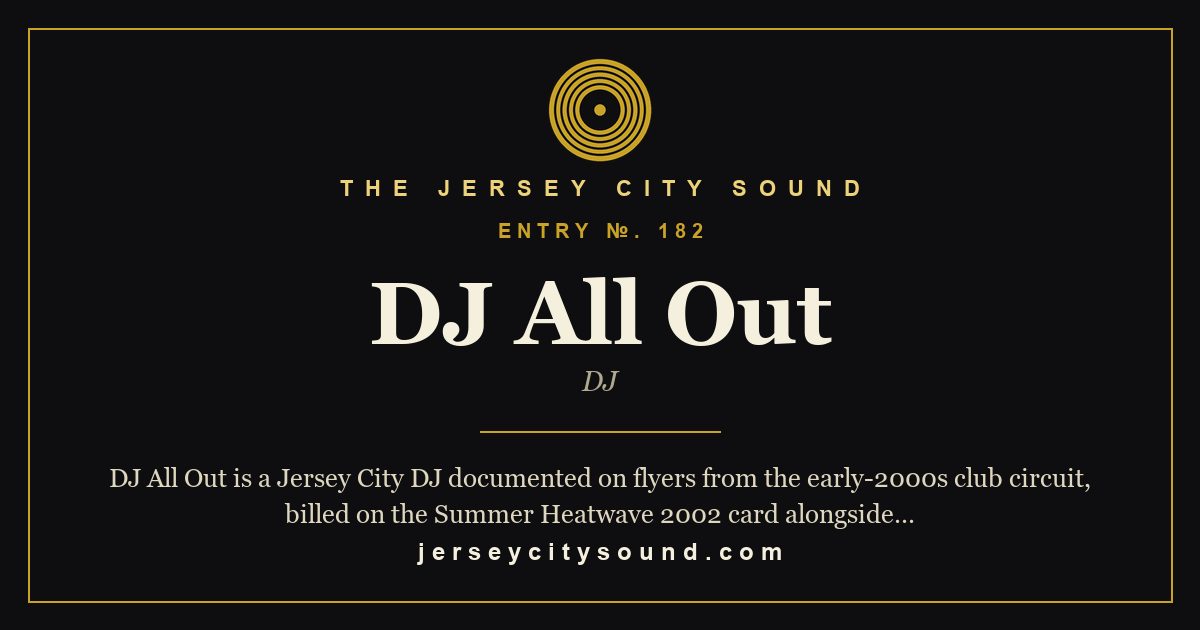 THE JERSEY CITY SOUND
ENTRY №. 182
DJ All Out
DJ
DJ All Out is a Jersey City DJ documented on flyers from the early-2000s club circuit,
billed on the Summer Heatwave 2002 card alongside...
jerseycitysound.com